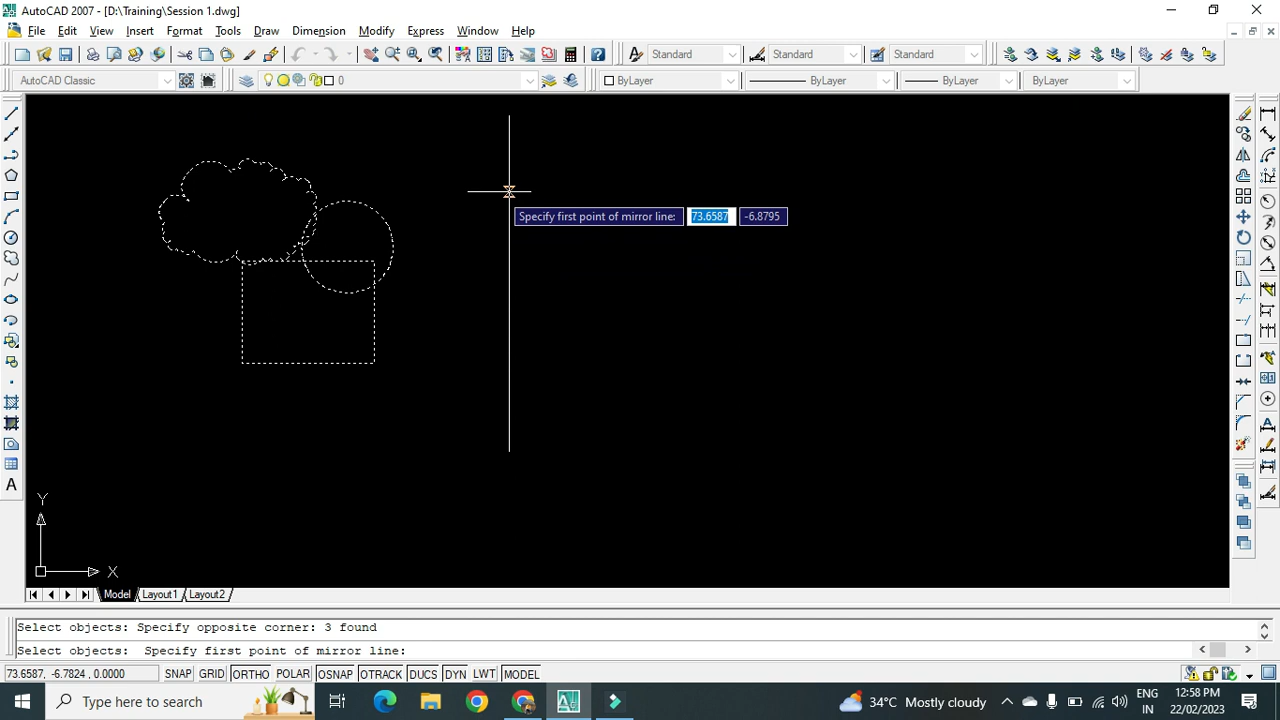 AutoCAD 2007 - [D:\Training\Session 1.dwg]
File Edit View Insert Format Tools Draw Dimension Modify Express Window Help
Standard Standard Standard
AutoCAD Classic 0 ByLayer ByLayer ByLayer ByLayer
Specify first point of mirror line: 73.6587 -6.8795
Y
X
A
Model Layout1 Layout2
Select objects: Specify opposite corner: 3 found
Select objects:  Specify first point of mirror line:
73.6587, -6.7824 , 0.0000 SNAP GRID ORTHO POLAR OSNAP OTRACK DUCS DYN LWT MODEL
Type here to search 34°C Mostly cloudy ENG 12:58 PM
IN 22/02/2023